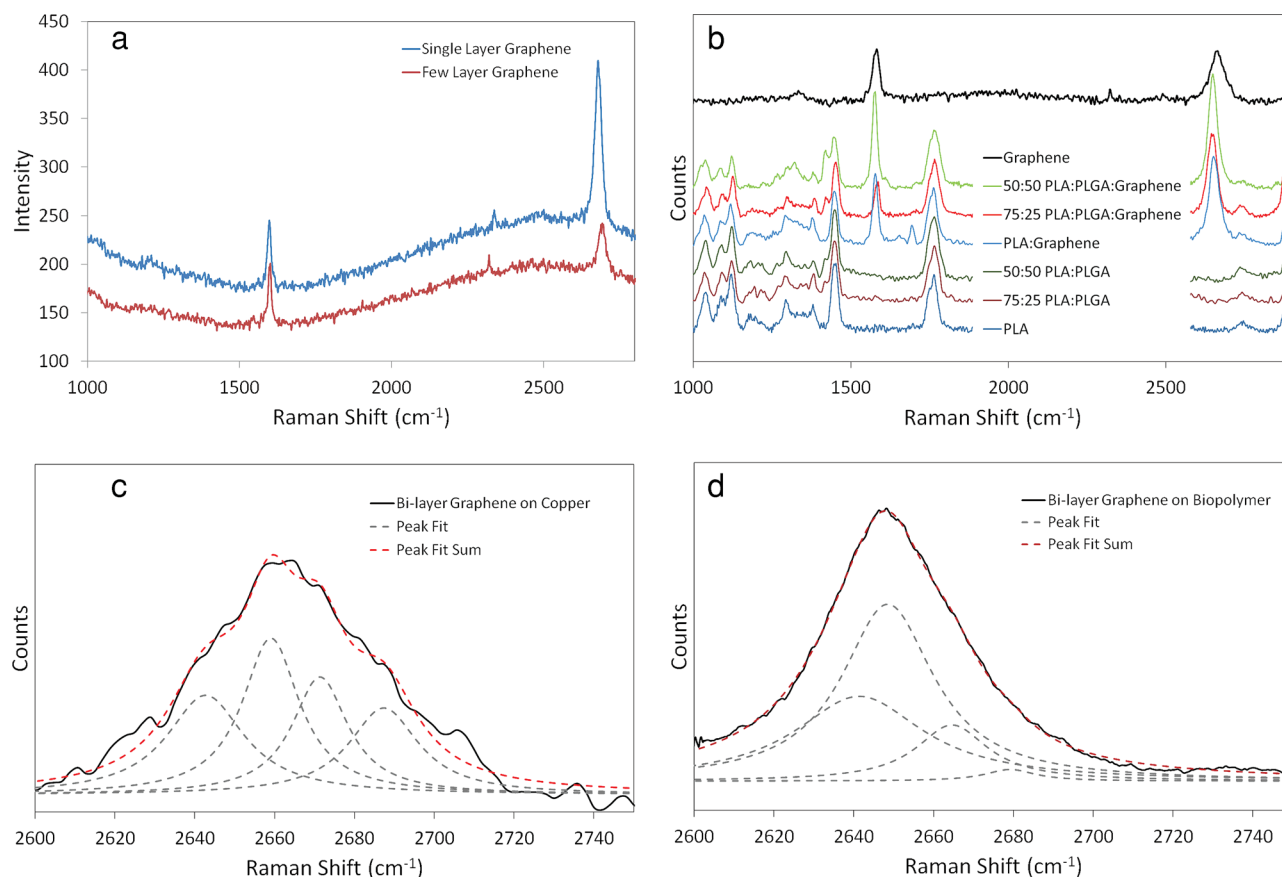 a
450
400
350
300
250
200
150
100
Intensity
Single Layer Graphene
Few Layer Graphene
1000 1500 2000 2500
Raman Shift (cm-1)
b
Counts
Graphene
50:50 PLA:PLGA:Graphene
75:25 PLA:PLGA:Graphene
PLA:Graphene
50:50 PLA:PLGA
75:25 PLA:PLGA
PLA
1000 1500 2000 2500
Raman Shift (cm-1)
c
Bi-layer Graphene on Copper
Peak Fit
Peak Fit Sum
Counts
2600 2620 2640 2660 2680 2700 2720 2740
Raman Shift (cm-1)
d
Bi-layer Graphene on Biopolymer
Peak Fit
Peak Fit Sum
Counts
2600 2620 2640 2660 2680 2700 2720 2740
Raman Shift (cm-1)